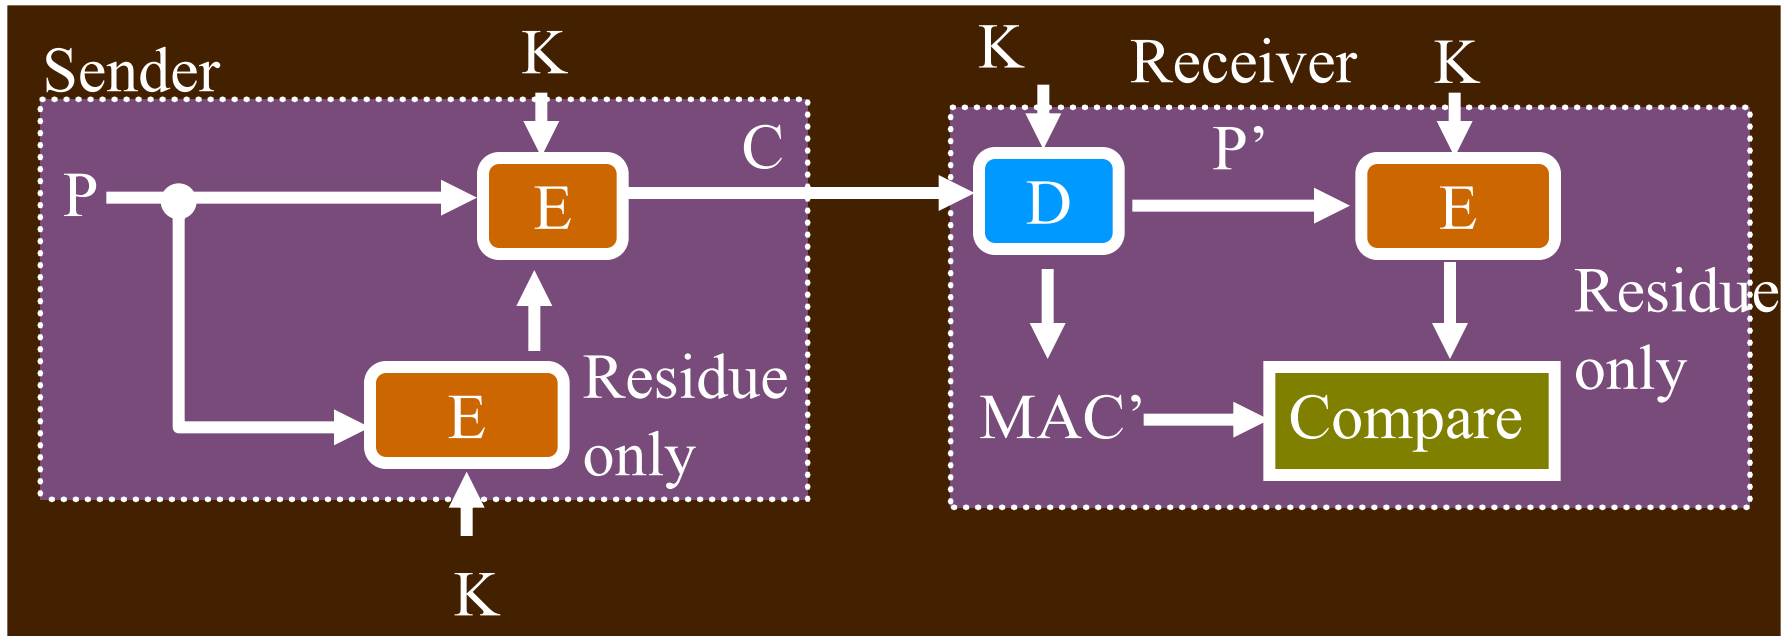 Sender
K
K
Receiver
K
P
E
C
D
P’
E
E
Residue
only
K
MAC’
Compare
Residue
only